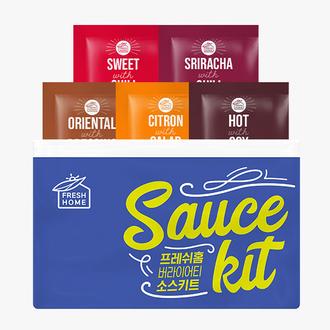 SWEET
with
CHILI
SRIRACHA
with
CHILI
ORIENTAL
with
CITRON
with
SALAD
HOT
with
SOY
FRESH
HOME
Sauce
kit
프레쉬홈
버라이어티
소스키트